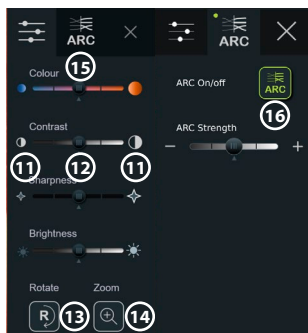 ARC
ARC
Colour
15
ARC On/off
ARC
16
Contrast
ARC Strength
11
12
11
Sharpness
Brightness
Rotate
Zoom
R
13
14